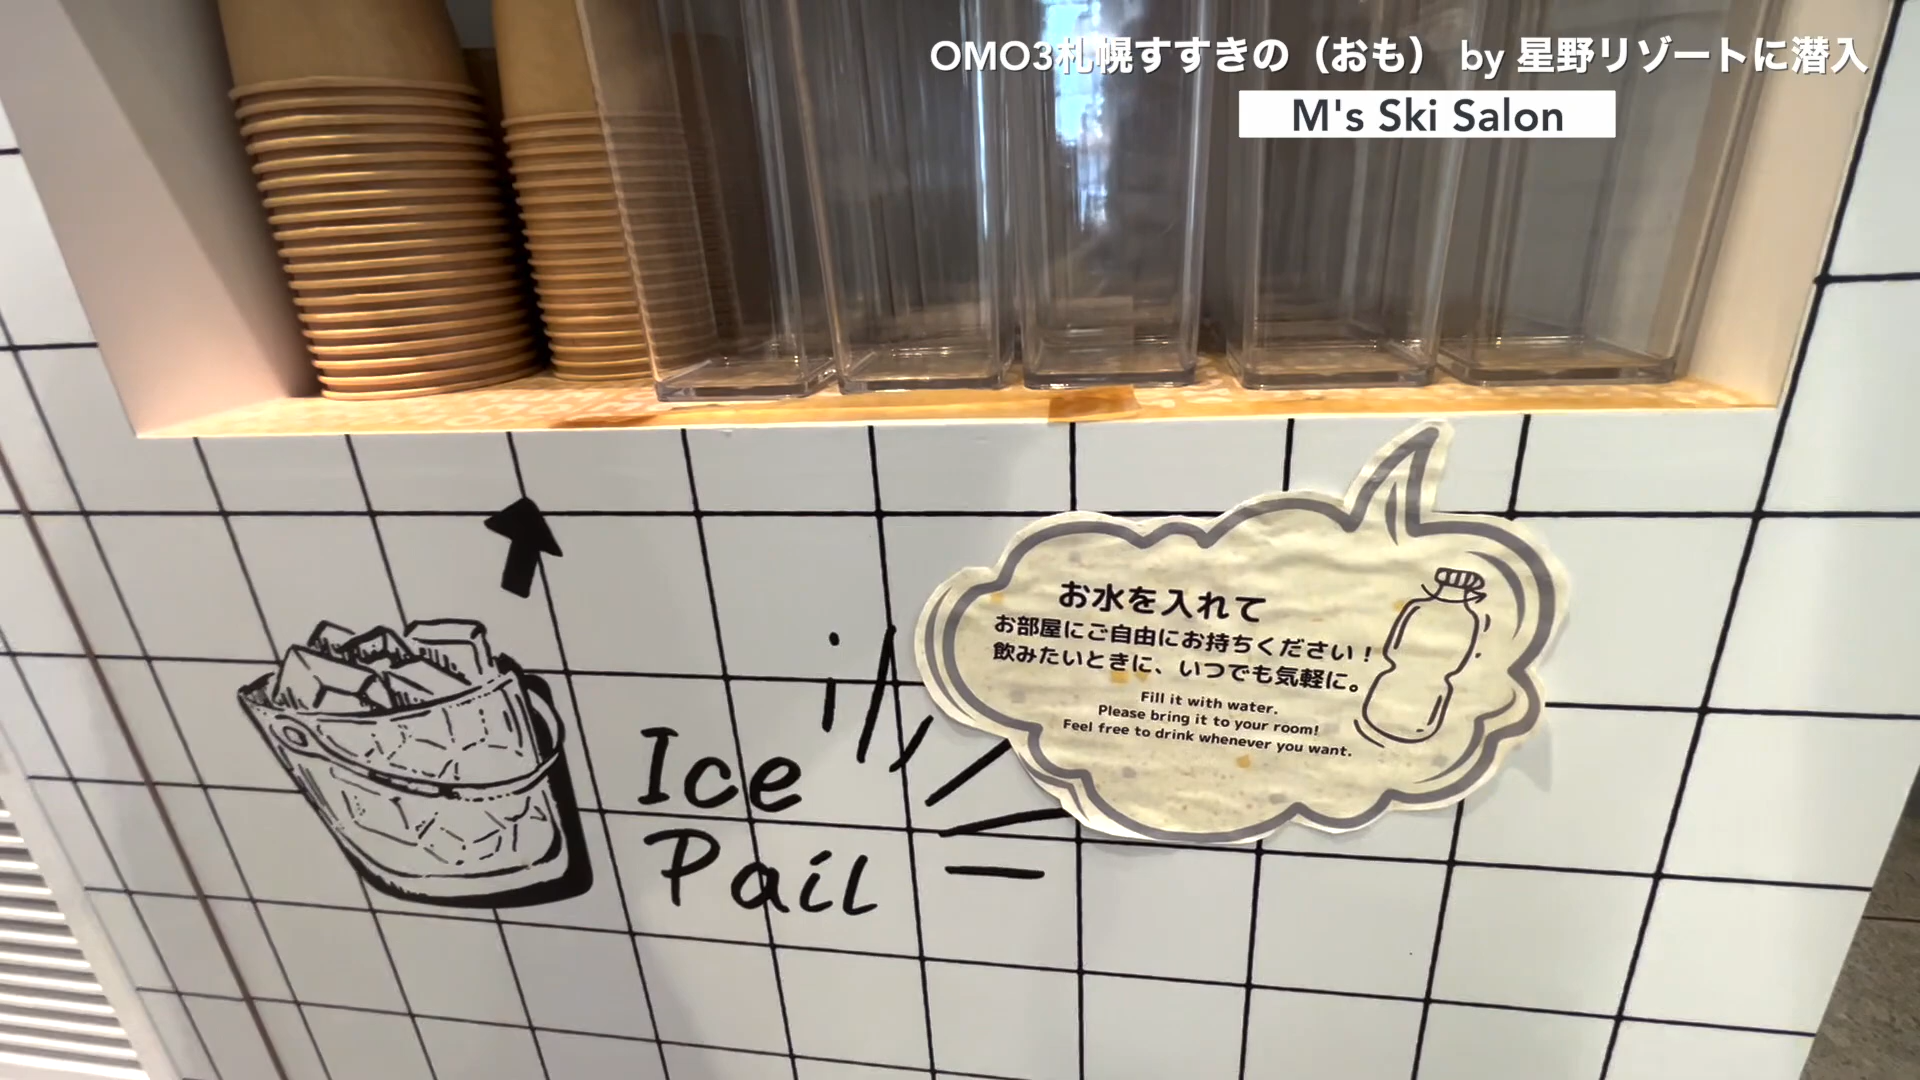 OMO3札幌すすきの（おも） by 星野リゾートに潜入
M's Ski Salon
お水を入れて
お部屋にご自由にお持ちください！
飲みたいときに、いつでも気軽に。
Fill it with water.
Please bring it to your room!
Feel free to drink whenever you want.
Ice
Pail